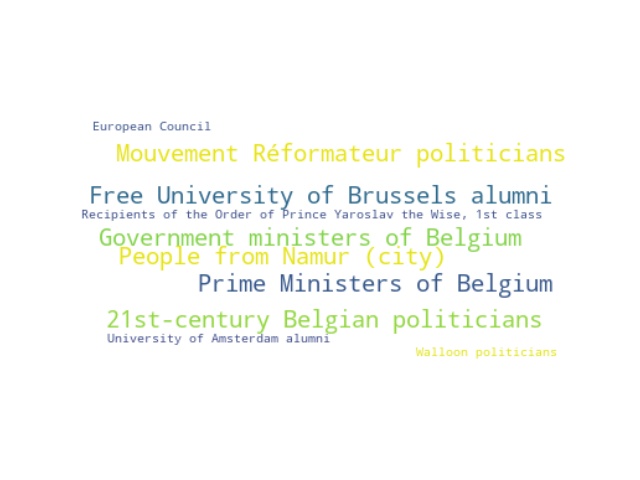 European Council
Mouvement Réformateur politicians
Free University of Brussels alumni
Recipients of the Order of Prince Yaroslav the Wise, 1st class
Government ministers of Belgium
People from Namur (city)
Prime Ministers of Belgium
21st-century Belgian politicians
University of Amsterdam alumni
Walloon politicians